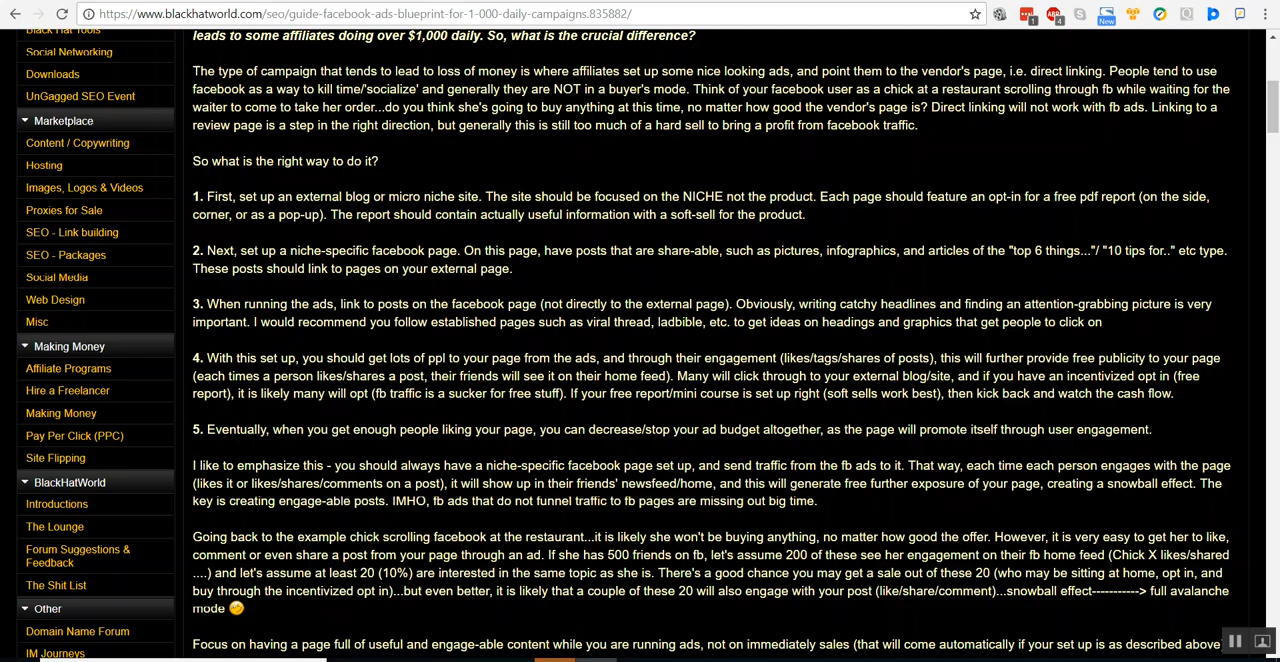 https://www.blackhatworld.com/seo/guide-facebook-ads-blueprint-for-1-000-daily-campaigns.835882/
1
4
New
Black Hat Tools
Social Networking
Downloads
UnGagged SEO Event
Marketplace
Content / Copywriting
Hosting
Images, Logos & Videos
Proxies for Sale
SEO - Link building
SEO - Packages
Social Media
Web Design
Misc
Making Money
Affiliate Programs
Hire a Freelancer
Making Money
Pay Per Click (PPC)
Site Flipping
BlackHatWorld
Introductions
The Lounge
Forum Suggestions &
Feedback
The Shit List
Other
Domain Name Forum
IM Journeys
leads to some affiliates doing over $1,000 daily. So, what is the crucial difference?
The type of campaign that tends to lead to loss of money is where affiliates set up some nice looking ads, and point them to the vendor's page, i.e. direct linking. People tend to use
facebook as a way to kill time/'socialize' and generally they are NOT in a buyer's mode. Think of your facebook user as a chick at a restaurant scrolling through fb while waiting for the
waiter to come to take her order...do you think she's going to buy anything at this time, no matter how good the vendor's page is? Direct linking will not work with fb ads. Linking to a
review page is a step in the right direction, but generally this is still too much of a hard sell to bring a profit from facebook traffic.
So what is the right way to do it?
1. First, set up an external blog or micro niche site. The site should be focused on the NICHE not the product. Each page should feature an opt-in for a free pdf report (on the side,
corner, or as a pop-up). The report should contain actually useful information with a soft-sell for the product.
2. Next, set up a niche-specific facebook page. On this page, have posts that are share-able, such as pictures, infographics, and articles of the "top 6 things..."/ "10 tips for.." etc type.
These posts should link to pages on your external page.
3. When running the ads, link to posts on the facebook page (not directly to the external page). Obviously, writing catchy headlines and finding an attention-grabbing picture is very
important. I would recommend you follow established pages such as viral thread, ladbible, etc. to get ideas on headings and graphics that get people to click on
4. With this set up, you should get lots of ppl to your page from the ads, and through their engagement (likes/tags/shares of posts), this will further provide free publicity to your page
(each times a person likes/shares a post, their friends will see it on their home feed). Many will click through to your external blog/site, and if you have an incentivized opt in (free
report), it is likely many will opt (fb traffic is a sucker for free stuff). If your free report/mini course is set up right (soft sells work best), then kick back and watch the cash flow.
5. Eventually, when you get enough people liking your page, you can decrease/stop your ad budget altogether, as the page will promote itself through user engagement.
I like to emphasize this - you should always have a niche-specific facebook page set up, and send traffic from the fb ads to it. That way, each time each person engages with the page
(likes it or likes/shares/comments on a post), it will show up in their friends' newsfeed/home, and this will generate free further exposure of your page, creating a snowball effect. The
key is creating engage-able posts. IMHO, fb ads that do not funnel traffic to fb pages are missing out big time.
Going back to the example chick scrolling facebook at the restaurant...it is likely she won't be buying anything, no matter how good the offer. However, it is very easy to get her to like,
comment or even share a post from your page through an ad. If she has 500 friends on fb, let's assume 200 of these see her engagement on their fb home feed (Chick X likes/shared
....) and let's assume at least 20 (10%) are interested in the same topic as she is. There's a good chance you may get a sale out of these 20 (who may be sitting at home, opt in, and
buy through the incentivized opt in)...but even better, it is likely that a couple of these 20 will also engage with your post (like/share/comment)...snowball effect-----------> full avalanche
mode
Focus on having a page full of useful and engage-able content while you are running ads, not on immediately sales (that will come automatically if your set up is as described above)